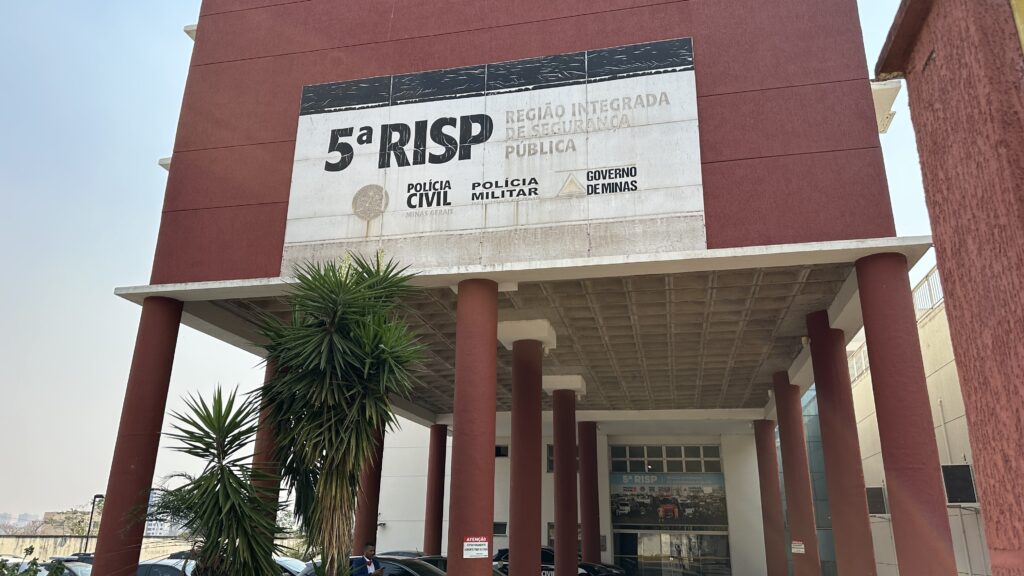 5ª RISP
REGIÃO INTEGRADA
DE SEGURANÇA
PÚBLICA
POLÍCIA
CIVIL
MINAS GERAIS
POLÍCIA
MILITAR
GOVERNO
DE MINAS
5ª RISP
ATENÇÃO